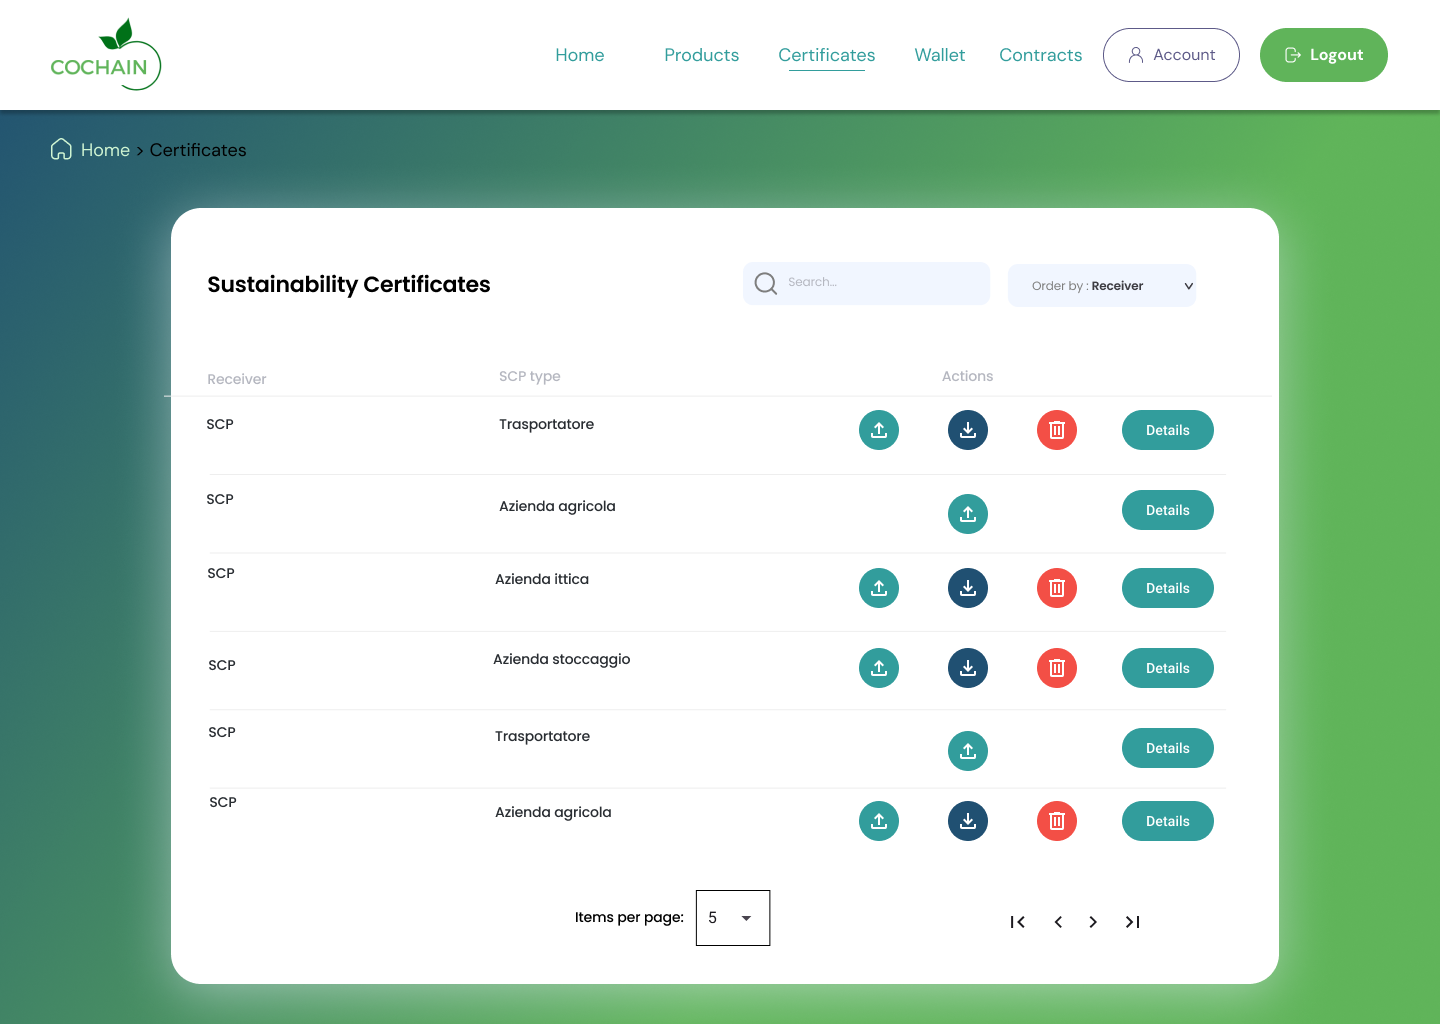 COCHAIN
Home Products Certificates Wallet Contracts Account Logout
Home > Certificates
Sustainability Certificates
Search...
Order by : Receiver
Receiver SCP type Actions
SCP Trasportatore Details
SCP Azienda agricola Details
SCP Azienda ittica Details
SCP Azienda stoccaggio Details
SCP Trasportatore Details
SCP Azienda agricola Details
Items per page: 5